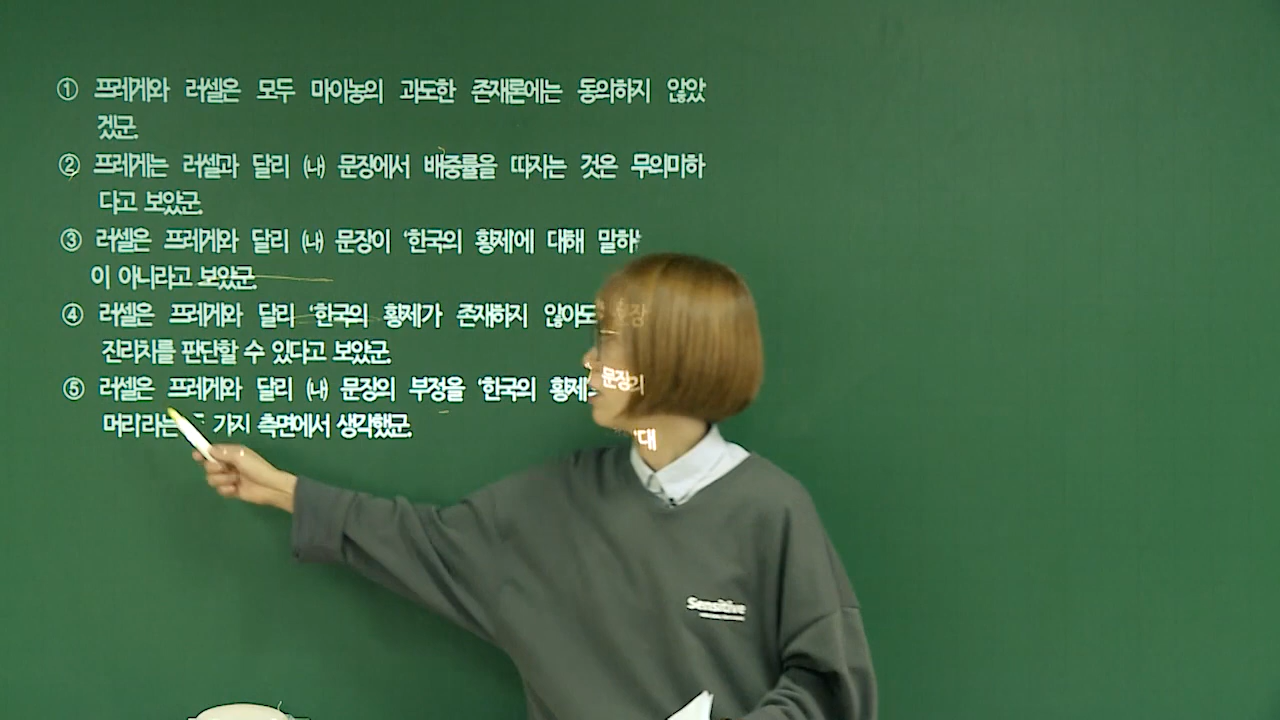 ① 프레게와 러셀은 모두 마이농의 과도한 존재론에는 동의하지 않았
겠군.
② 프레게는 러셀과 달리 (나) 문장에서 배중률을 따지는 것은 무의미하
다고 보았군.
③ 러셀은 프레게와 달리 (나) 문장이 ‘한국의 황제’에 대해 말하
이 아니라고 보았군.
④ 러셀은 프레게와 달리 ‘한국의 황제’가 존재하지 않아도 문장
진리치를 판단할 수 있다고 보았군.
⑤ 러셀은 프레게와 달리 (나) 문장의 부정을 ‘한국의 황제 문장의
머리라는 가지 측면에서 생각했군.
‘대
Sensitive